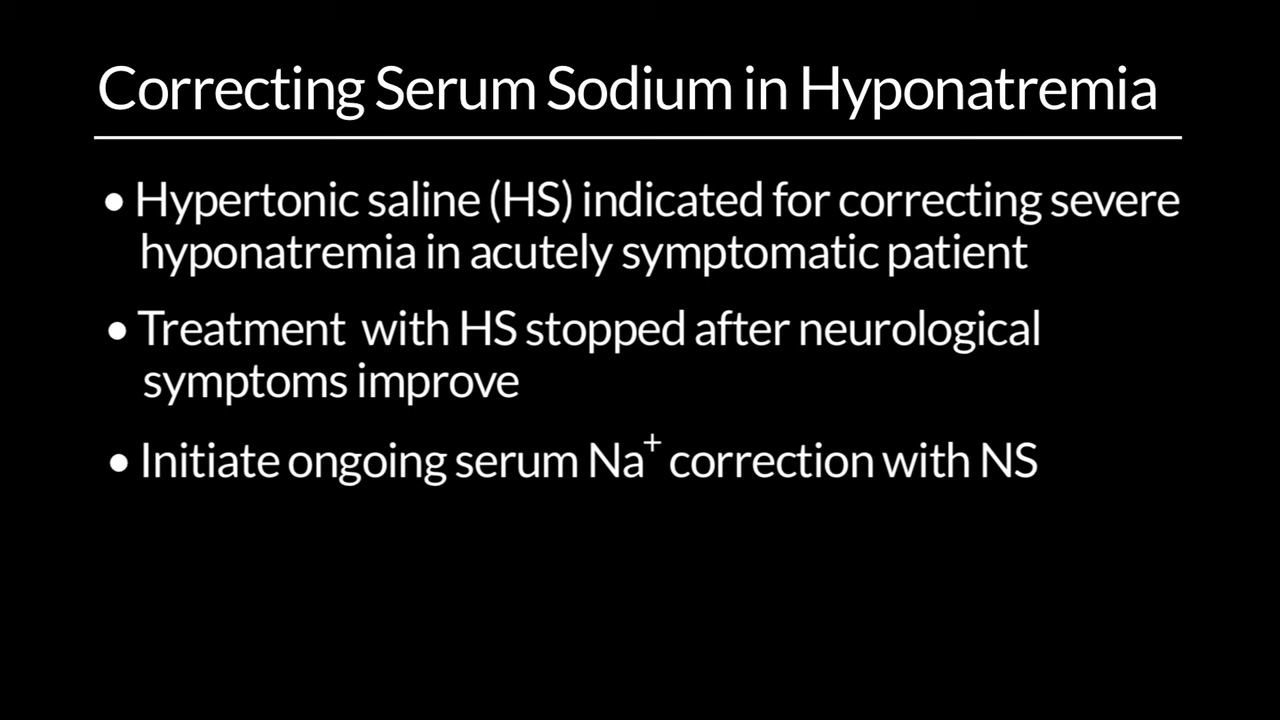 Correcting Serum Sodium in Hyponatremia
• Hypertonic saline (HS) indicated for correcting severe
hyponatremia in acutely symptomatic patient
• Treatment  with HS stopped after neurological
symptoms improve
• Initiate ongoing serum Na⁺ correction with NS